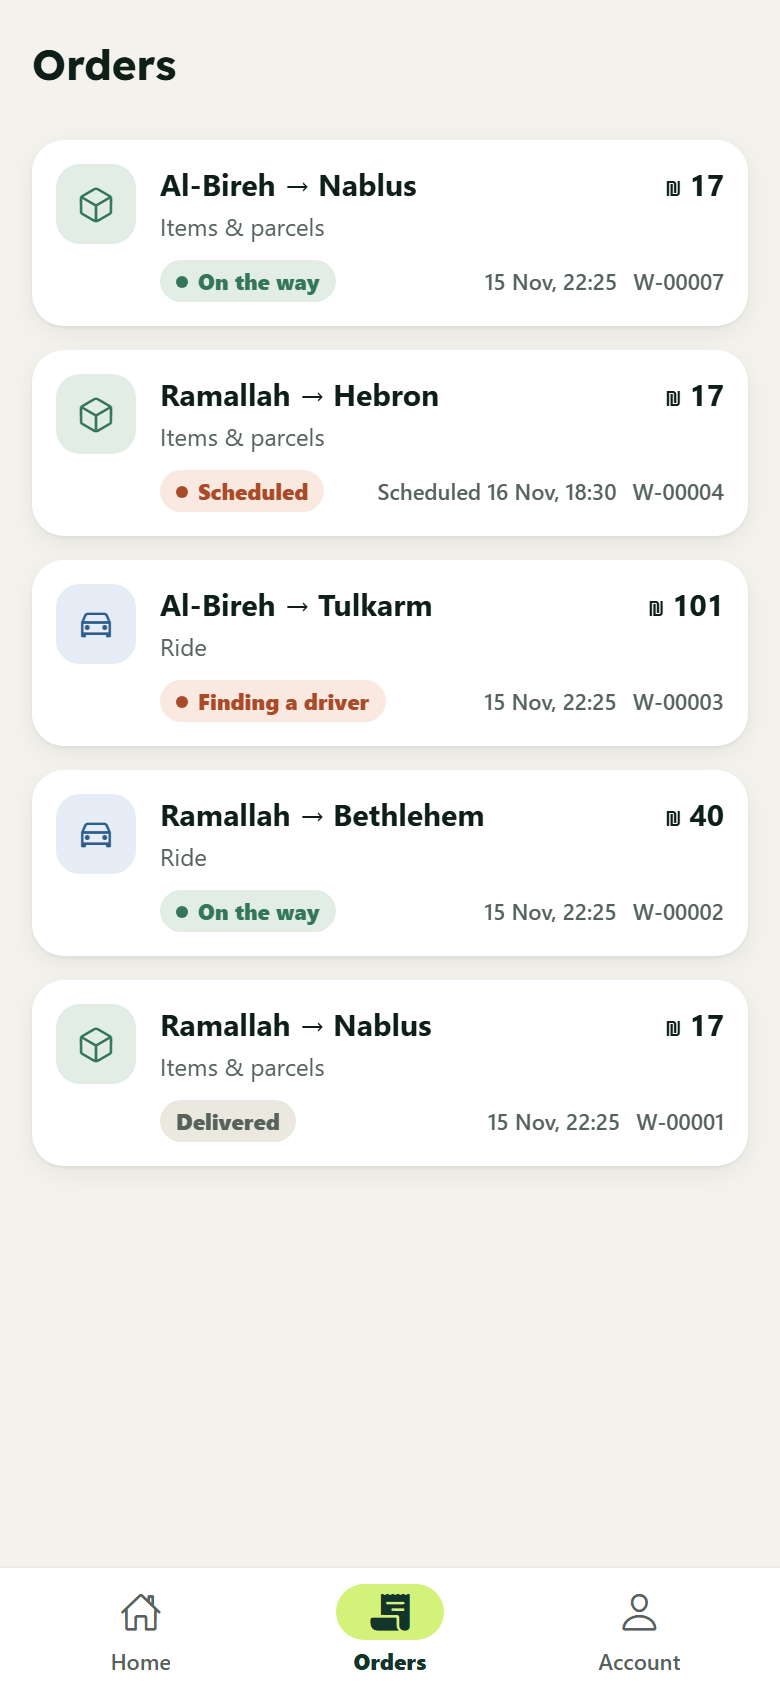 Orders
Al-Bireh → Nablus ₪ 17
Items & parcels
On the way 15 Nov, 22:25 W-00007
Ramallah → Hebron ₪ 17
Items & parcels
Scheduled Scheduled 16 Nov, 18:30 W-00004
Al-Bireh → Tulkarm ₪ 101
Ride
Finding a driver 15 Nov, 22:25 W-00003
Ramallah → Bethlehem ₪ 40
Ride
On the way 15 Nov, 22:25 W-00002
Ramallah → Nablus ₪ 17
Items & parcels
Delivered 15 Nov, 22:25 W-00001
Home Orders Account